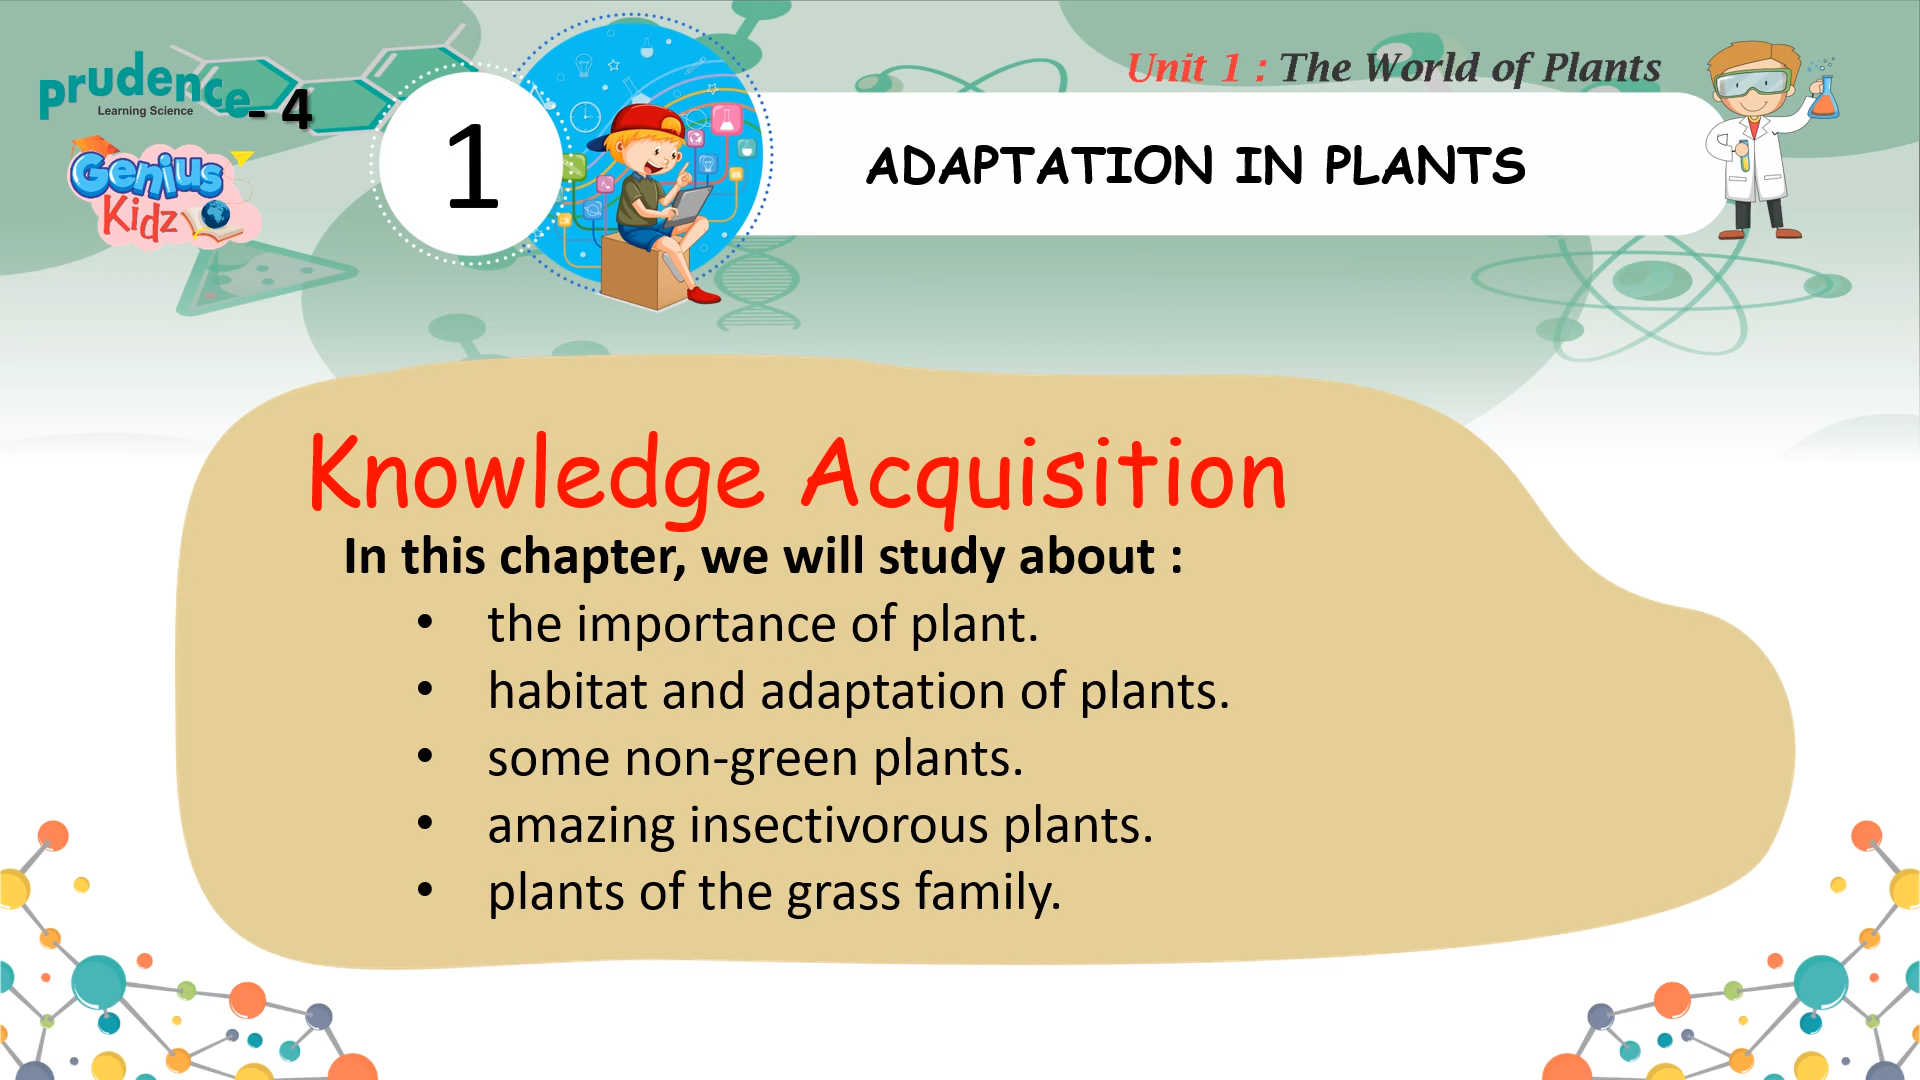 prudence - 4
Learning Science
Genius
Kidz
1
Unit 1 : The World of Plants
ADAPTATION IN PLANTS
Knowledge Acquisition
In this chapter, we will study about :
• the importance of plant.
• habitat and adaptation of plants.
• some non-green plants.
• amazing insectivorous plants.
• plants of the grass family.